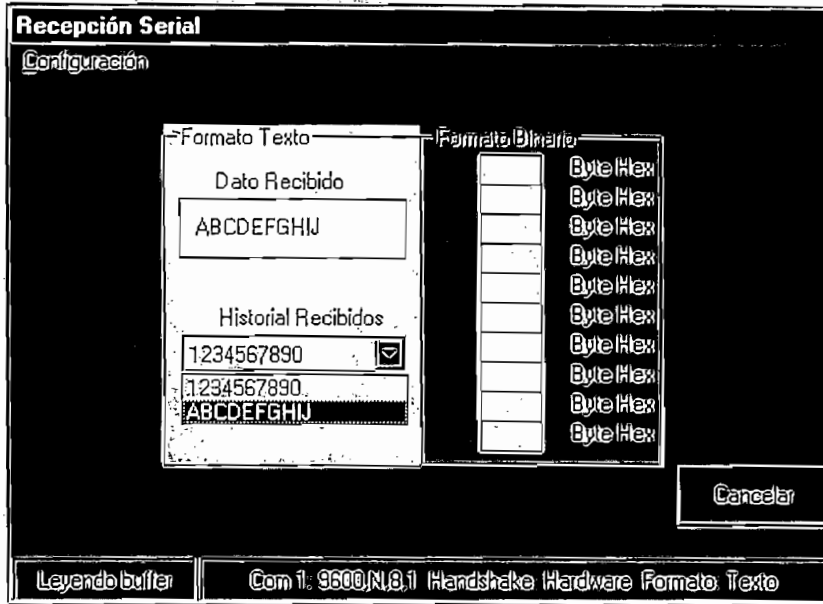 Recepción Serial
Configuración
Formato Texto
Dato Recibido
ABCDEFGHIJ
Historial Recibidos
1234567890
1234567890
ABCDEFGHIJ
Formato Binario
Byte Hex
Byte Hex
Byte Hex
Byte Hex
Byte Hex
Byte Hex
Byte Hex
Byte Hex
Byte Hex
Byte Hex
Cancelar
Leyendo buffer
Com 1: 9600,N,8,1 Handshake: Hardware Formato: Texto